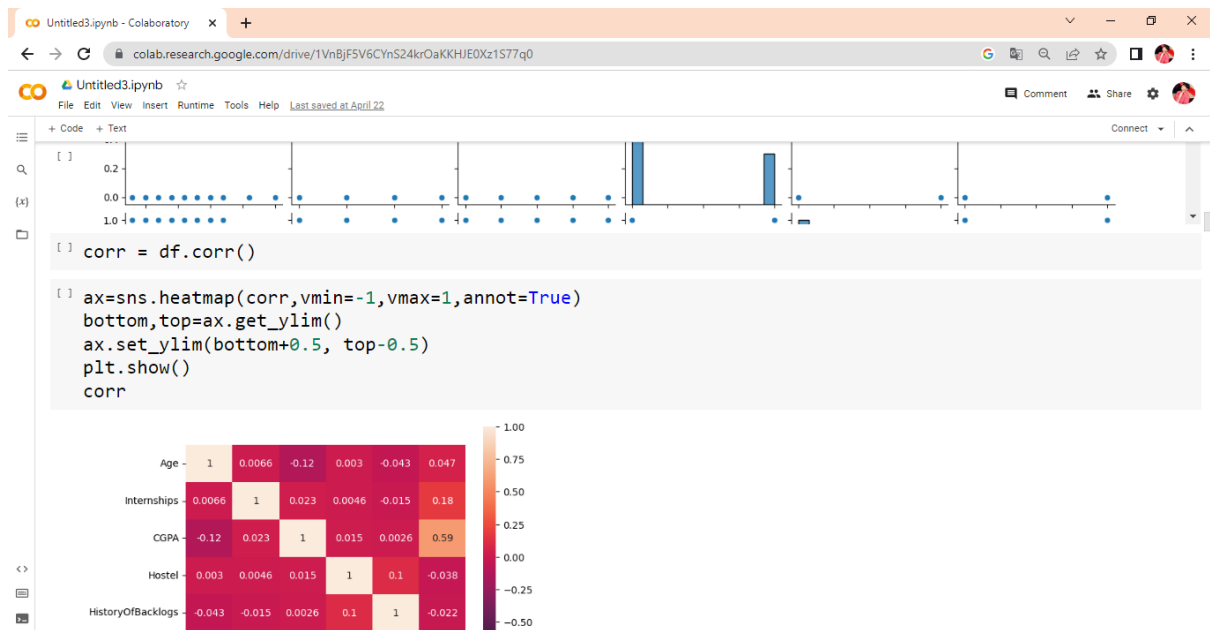 Untitled3.ipynb - Colaboratory
colab.research.google.com/drive/1VnBjF5V6CYnS24krOaKKHJE0Xz1S77q0
Untitled3.ipynb
File Edit View Insert Runtime Tools Help Last saved at April 22
Comment Share
+ Code + Text
Connect
[ ]
0.2
0.0
1.0
[ ] corr = df.corr()
[ ] ax=sns.heatmap(corr,vmin=-1,vmax=1,annot=True)
bottom,top=ax.get_ylim()
ax.set_ylim(bottom+0.5, top-0.5)
plt.show()
corr
Age 1 0.0066 -0.12 0.003 -0.043 0.047
Internships 0.0066 1 0.023 0.0046 -0.015 0.18
CGPA -0.12 0.023 1 0.015 0.0026 0.59
Hostel 0.003 0.0046 0.015 1 0.1 -0.038
HistoryOfBacklogs -0.043 -0.015 0.0026 0.1 1 -0.022
1.00
0.75
0.50
0.25
0.00
-0.25
-0.50
{x}
<>